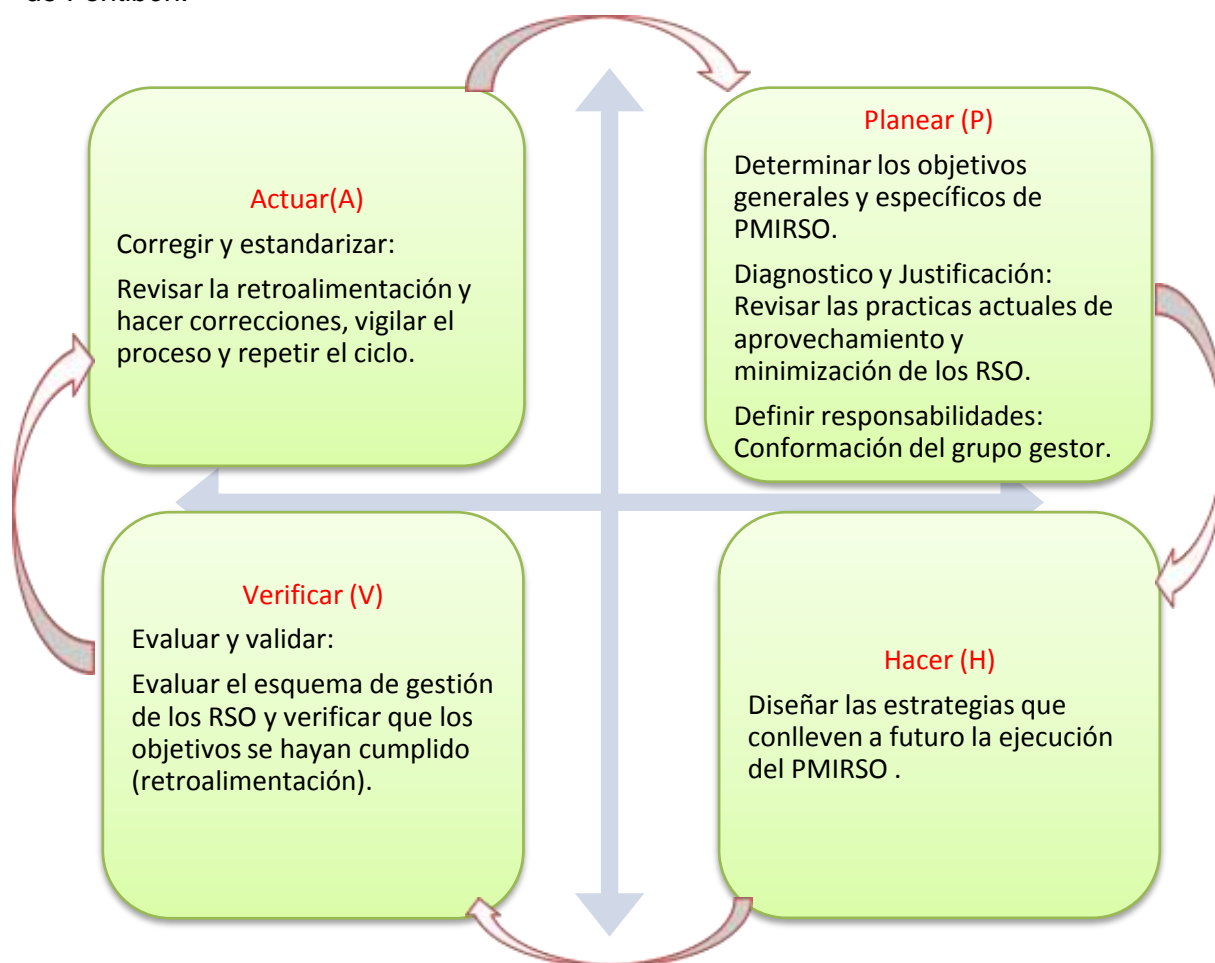 Actuar(A)
Corregir y estandarizar:
Revisar la retroalimentación y
hacer correcciones, vigilar el
proceso y repetir el ciclo.
Planear (P)
Determinar los objetivos
generales y específicos de
PMIRSO.
Diagnostico y Justificación:
Revisar las practicas actuales de
aprovechamiento y
minimización de los RSO.
Definir responsabilidades:
Conformación del grupo gestor.
Verificar (V)
Evaluar y validar:
Evaluar el esquema de gestión
de los RSO y verificar que los
objetivos se hayan cumplido
(retroalimentación).
Hacer (H)
Diseñar las estrategias que
conlleven a futuro la ejecución
del PMIRSO .